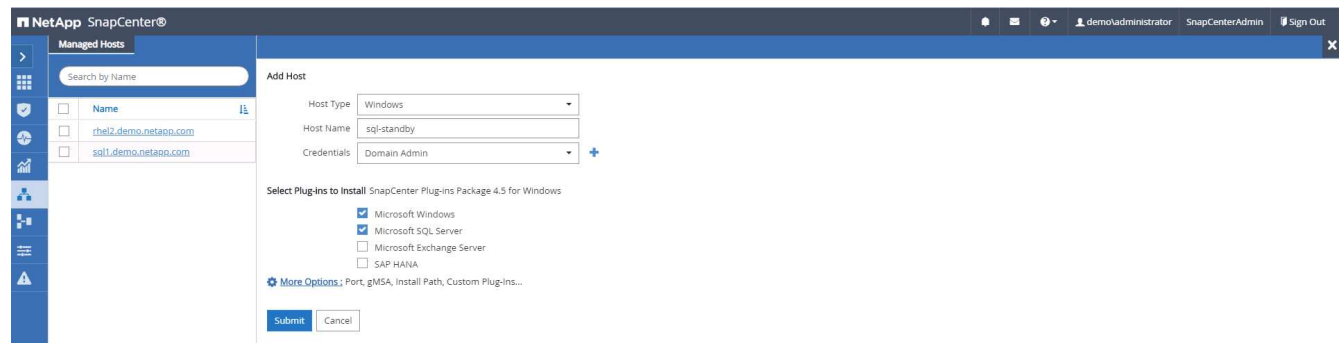 NetApp SnapCenter®
demo\administrator SnapCenterAdmin Sign Out
Managed Hosts
Search by Name
Name
rhel2.demo.netapp.com
sql1.demo.netapp.com
Add Host
Host Type Windows
Host Name sql-standby
Credentials Domain Admin
Select Plug-ins to Install SnapCenter Plug-ins Package 4.5 for Windows
Microsoft Windows
Microsoft SQL Server
Microsoft Exchange Server
SAP HANA
More Options : Port, gMSA, Install Path, Custom Plug-Ins...
Submit Cancel